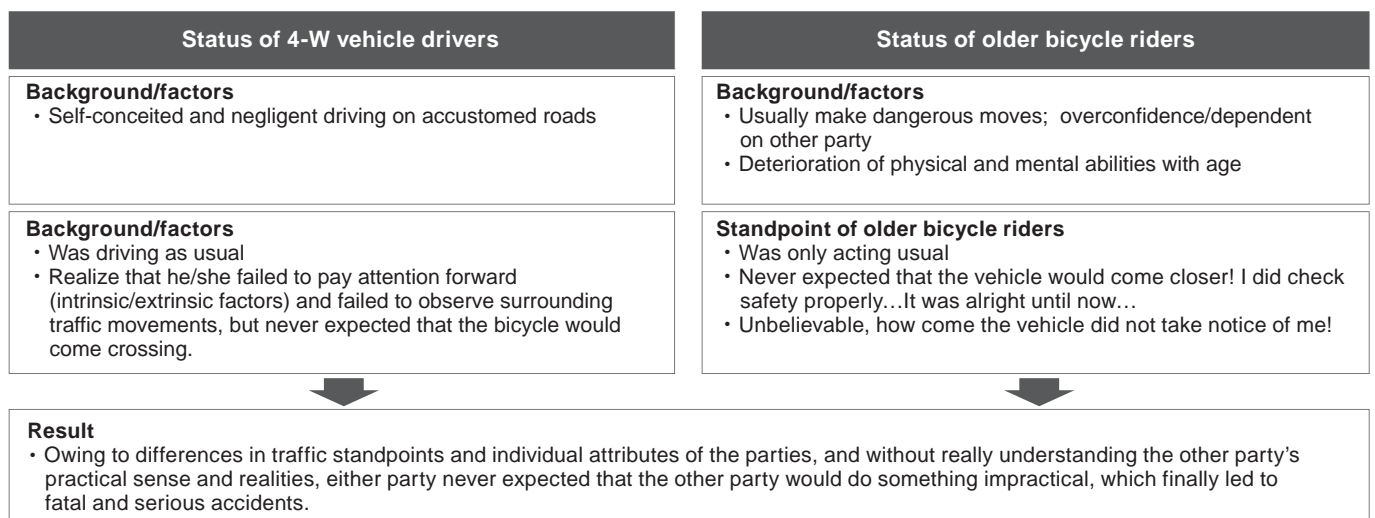 Status of 4-W vehicle drivers
Background/factors
・Self-conceited and negligent driving on accustomed roads
Background/factors
・Was driving as usual
・Realize that he/she failed to pay attention forward
(intrinsic/extrinsic factors) and failed to observe surrounding
traffic movements, but never expected that the bicycle would
come crossing.
Status of older bicycle riders
Background/factors
・Usually make dangerous moves; overconfidence/dependent
on other party
・Deterioration of physical and mental abilities with age
Standpoint of older bicycle riders
・Was only acting usual
・Never expected that the vehicle would come closer! I did check
safety properly…It was alright until now…
・Unbelievable, how come the vehicle did not take notice of me!
Result
・Owing to differences in traffic standpoints and individual attributes of the parties, and without really understanding the other party's
practical sense and realities, either party never expected that the other party would do something impractical, which finally led to
fatal and serious accidents.